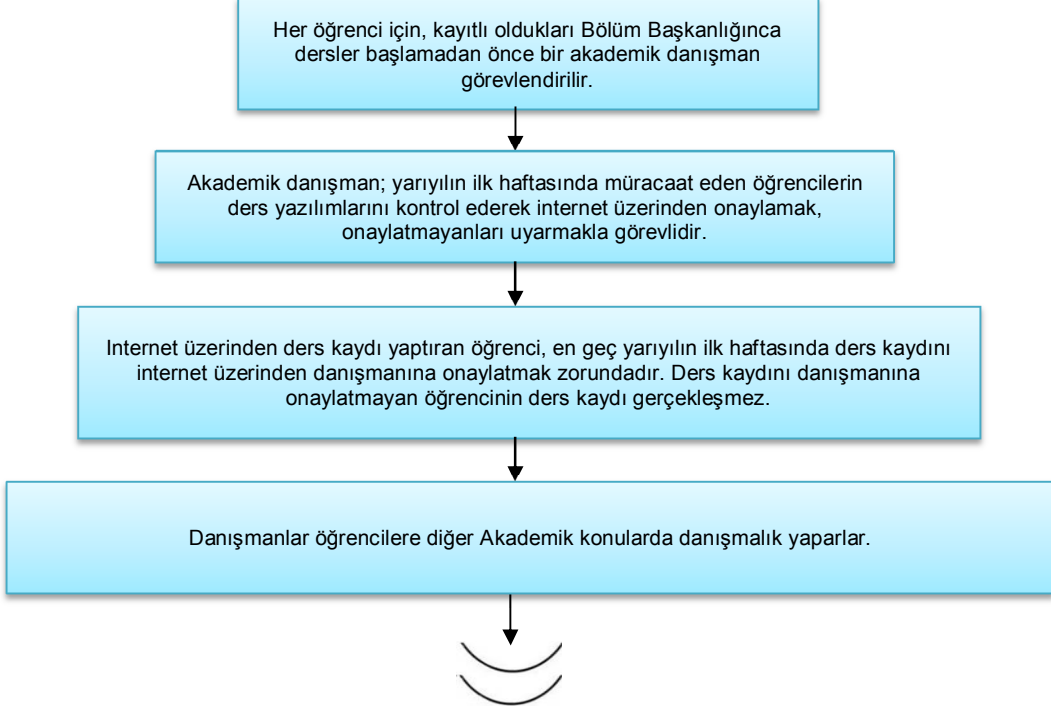 Her öğrenci için, kayıtlı oldukları Bölüm Başkanlığınca
dersler başlamadan önce bir akademik danışman
görevlendirilir.
Akademik danışman; yarıyılın ilk haftasında müracaat eden öğrencilerin
ders yazılımlarını kontrol ederek internet üzerinden onaylamak,
onaylatmayanları uyarmakla görevlidir.
Internet üzerinden ders kaydı yaptıran öğrenci, en geç yarıyılın ilk haftasında ders kaydını
internet üzerinden danışmanına onaylatmak zorundadır. Ders kaydını danışmanına
onaylatmayan öğrencinin ders kaydı gerçekleşmez.
Danışmanlar öğrencilere diğer Akademik konularda danışmalık yaparlar.